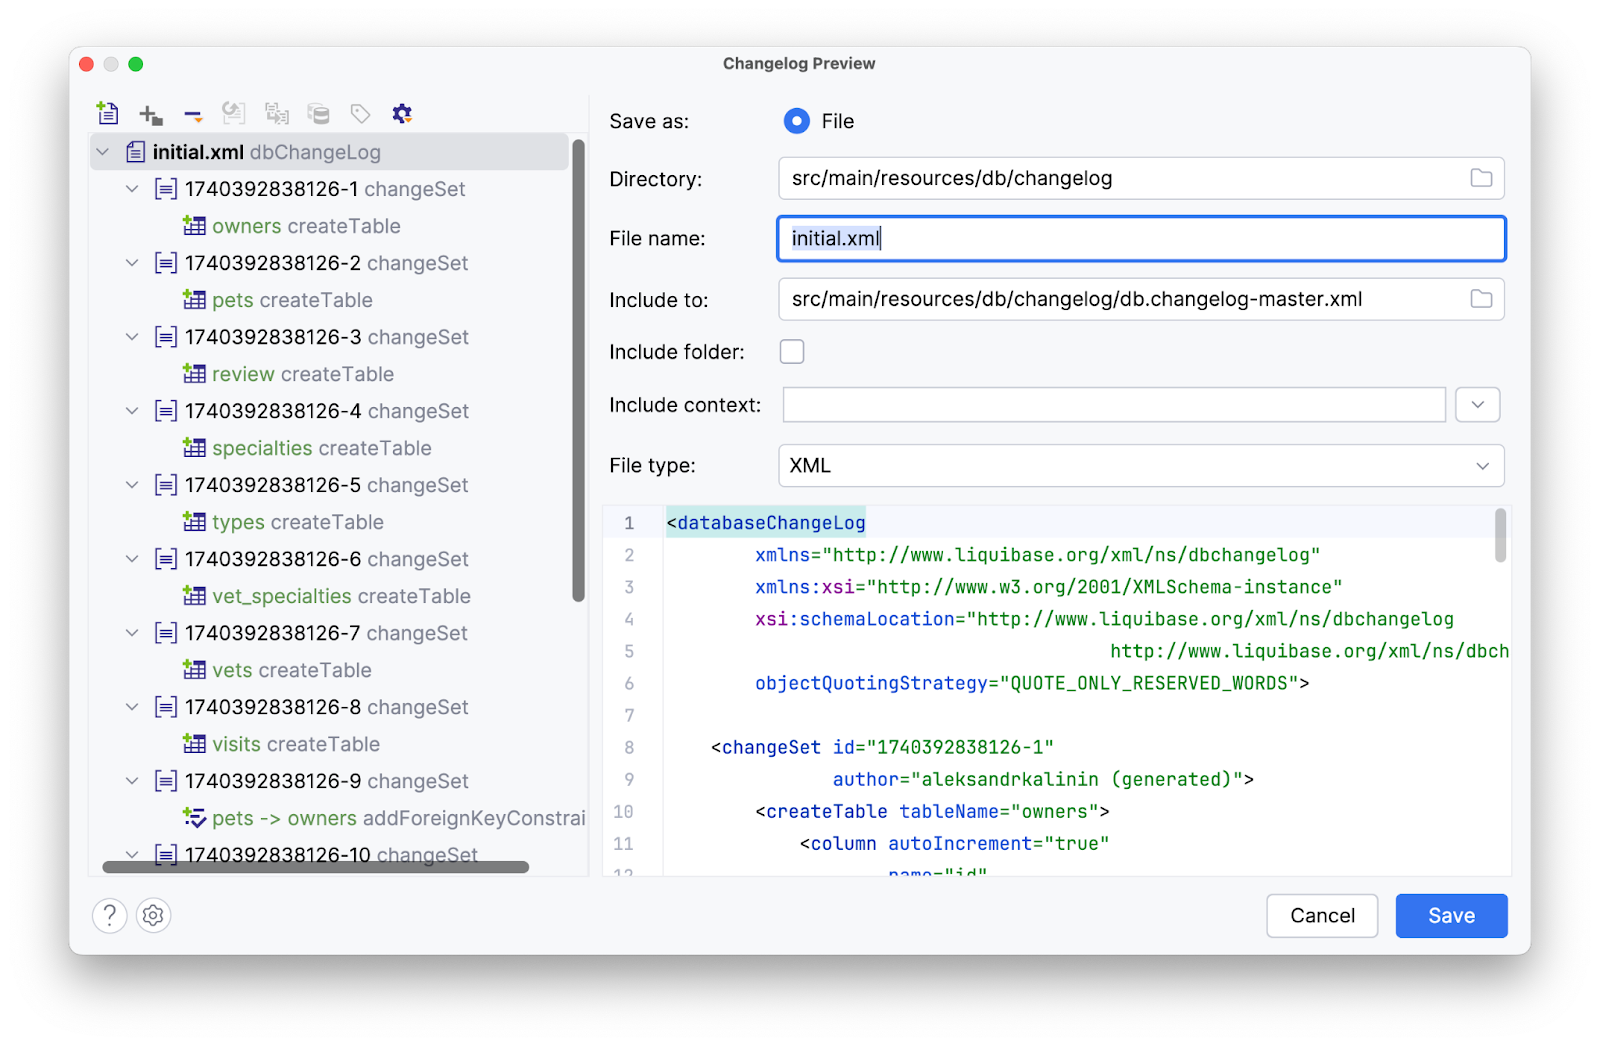 Changelog Preview
initial.xml dbChangeLog
1740392838126-1 changeSet
owners createTable
1740392838126-2 changeSet
pets createTable
1740392838126-3 changeSet
review createTable
1740392838126-4 changeSet
specialties createTable
1740392838126-5 changeSet
types createTable
1740392838126-6 changeSet
vet_specialties createTable
1740392838126-7 changeSet
vets createTable
1740392838126-8 changeSet
visits createTable
1740392838126-9 changeSet
pets -> owners addForeignKeyConstrai
1740392838126-10 changeSet
Save as: File
Directory: src/main/resources/db/changelog
File name: initial.xml
Include to: src/main/resources/db/changelog/db.changelog-master.xml
Include folder:
Include context:
File type: XML
1 <databaseChangeLog
2 xmlns="http://www.liquibase.org/xml/ns/dbchangelog"
3 xmlns:xsi="http://www.w3.org/2001/XMLSchema-instance"
4 xsi:schemaLocation="http://www.liquibase.org/xml/ns/dbchangelog
5 http://www.liquibase.org/xml/ns/dbch
6 objectQuotingStrategy="QUOTE_ONLY_RESERVED_WORDS">
7
8 <changeSet id="1740392838126-1"
9 author="aleksandrkalinin (generated)">
10 <createTable tableName="owners">
11 <column autoIncrement="true"
12 name="id"
?
Cancel
Save